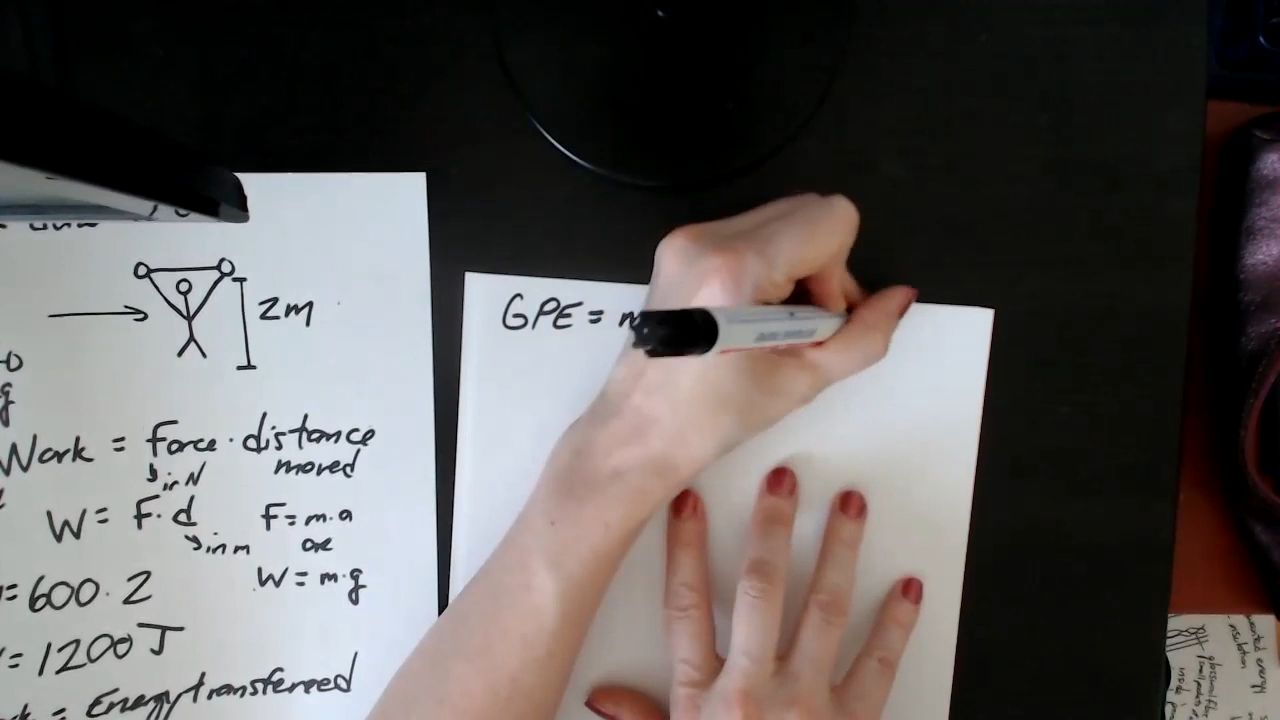 2m
Work = force · distance
↳ in N moved
W = F · d F = m·a
↳ in m or
W = m·g
= 600 · 2
= 1200 J
= Energy transferred
GPE = m